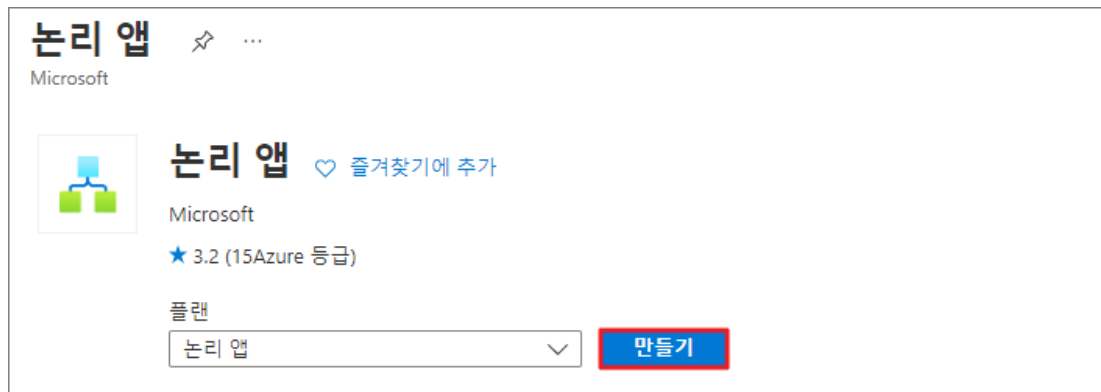 논리 앱 ...
Microsoft
논리 앱 즐겨찾기에 추가
Microsoft
★ 3.2 (15Azure 등급)
플랜
논리 앱 만들기